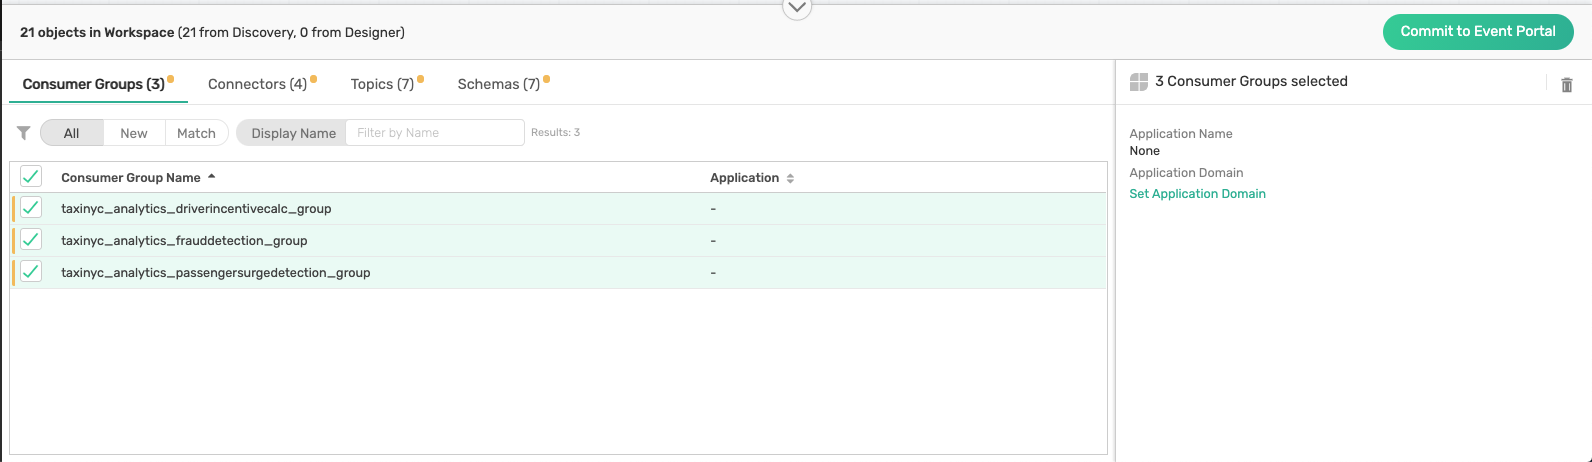 21 objects in Workspace (21 from Discovery, 0 from Designer)
Commit to Event Portal
Consumer Groups (3)
Connectors (4)
Topics (7)
Schemas (7)
3 Consumer Groups selected
All
New
Match
Display Name
Filter by Name
Results: 3
Application Name
None
Application Domain
Set Application Domain
Consumer Group Name
Application
taxinyc_analytics_driverincentivecalc_group
-
taxinyc_analytics_frauddetection_group
-
taxinyc_analytics_passengersurgedetection_group
-